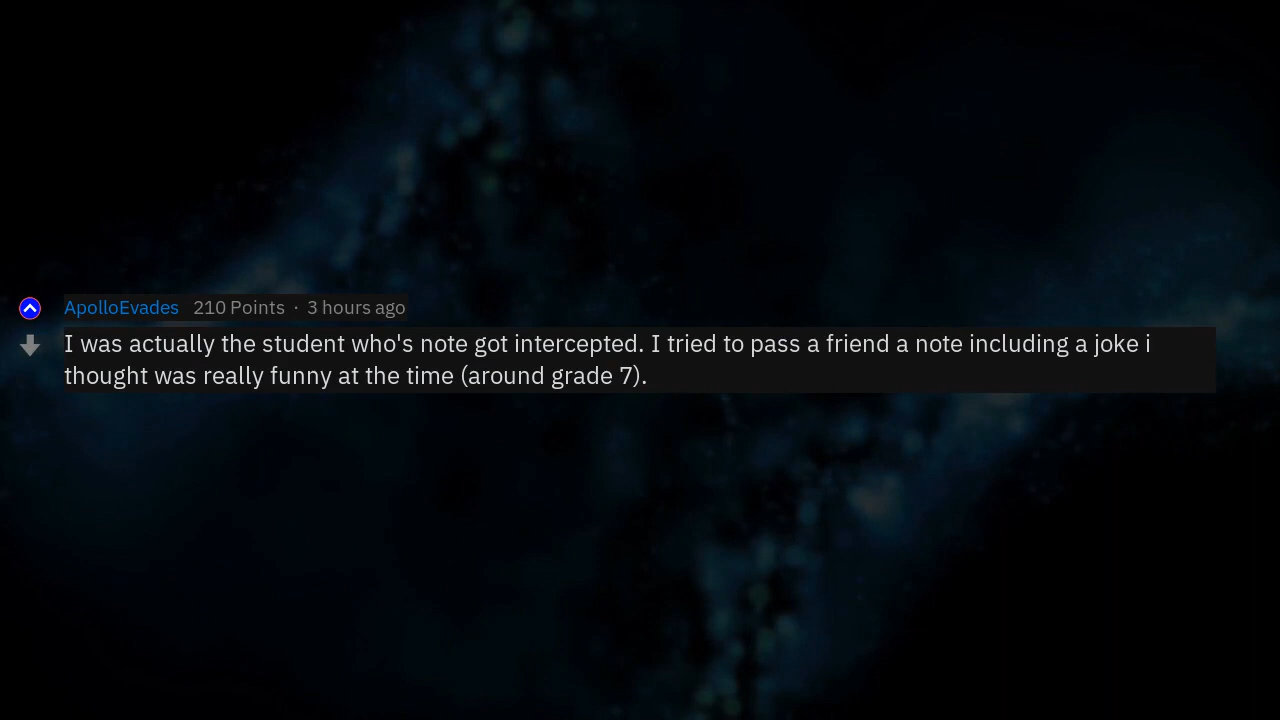 ApolloEvades 210 Points · 3 hours ago
I was actually the student who's note got intercepted. I tried to pass a friend a note including a joke i
thought was really funny at the time (around grade 7).